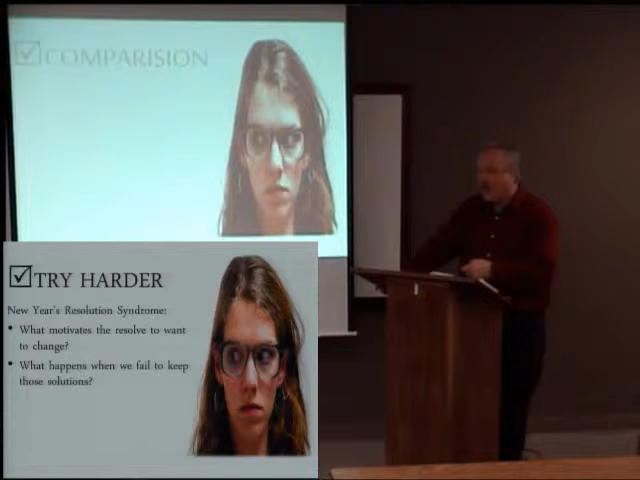 COMPARISION
TRY HARDER
New Year's Resolution Syndrome:
• What motivates the resolve to want
to change?
• What happens when we fail to keep
those solutions?